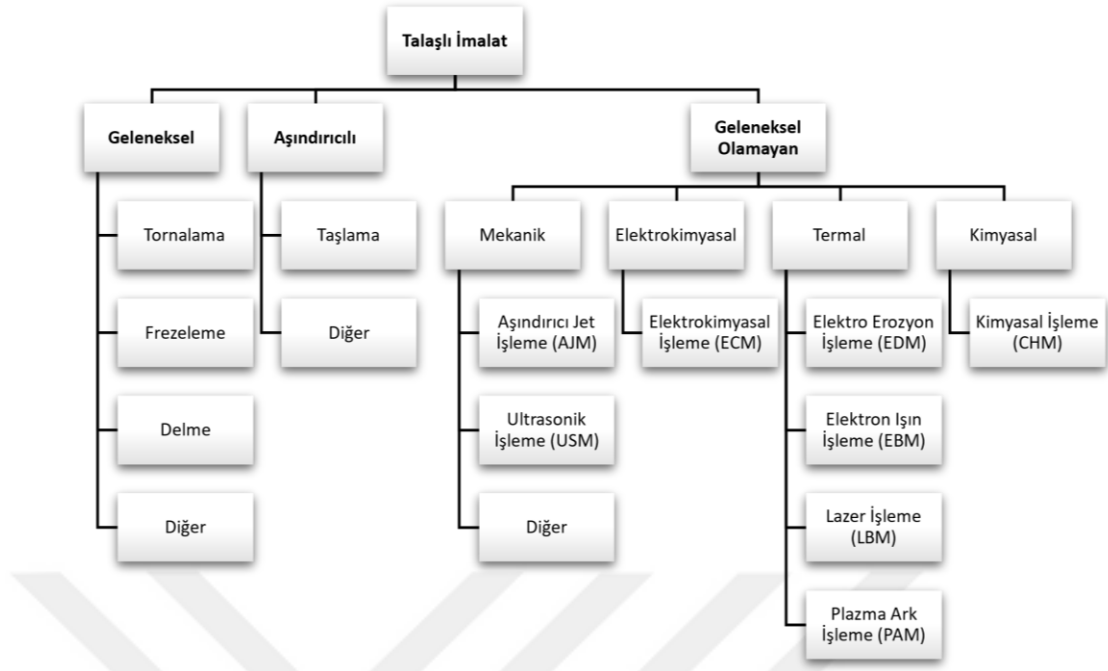 Talaşlı İmalat
Geleneksel
Aşındırıcılı
Geleneksel
Olamayan
Tornalama
Taşlama
Mekanik
Elektrokimyasal
Termal
Kimyasal
Frezeleme
Diğer
Aşındırıcı Jet
İşleme (AJM)
Elektrokimyasal
İşleme (ECM)
Elektro Erozyon
İşleme (EDM)
Kimyasal İşleme
(CHM)
Delme
Ultrasonik
İşleme (USM)
Elektron Işın
İşleme (EBM)
Diğer
Diğer
Lazer İşleme
(LBM)
Plazma Ark
İşleme (PAM)